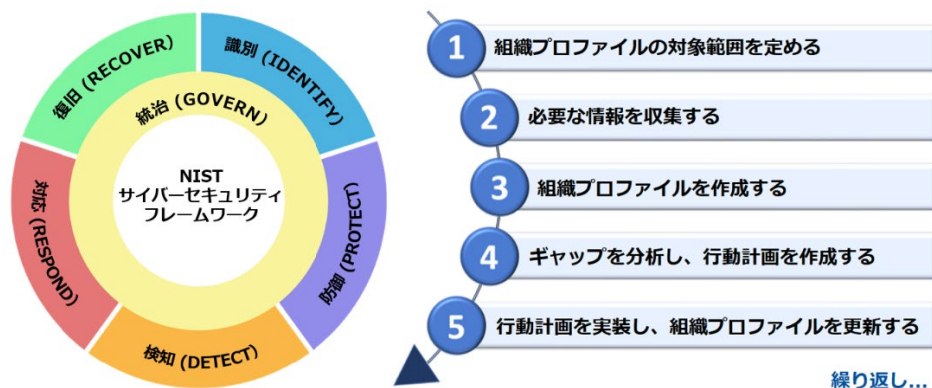 復旧 (RECOVER)
識別 (IDENTIFY)
統治 (GOVERN)
NIST
サイバーセキュリティ
フレームワーク
対応 (RESPOND)
防御 (PROTECT)
検知 (DETECT)
1 組織プロファイルの対象範囲を定める
2 必要な情報を収集する
3 組織プロファイルを作成する
4 ギャップを分析し、行動計画を作成する
5 行動計画を実装し、組織プロファイルを更新する
繰り返し...